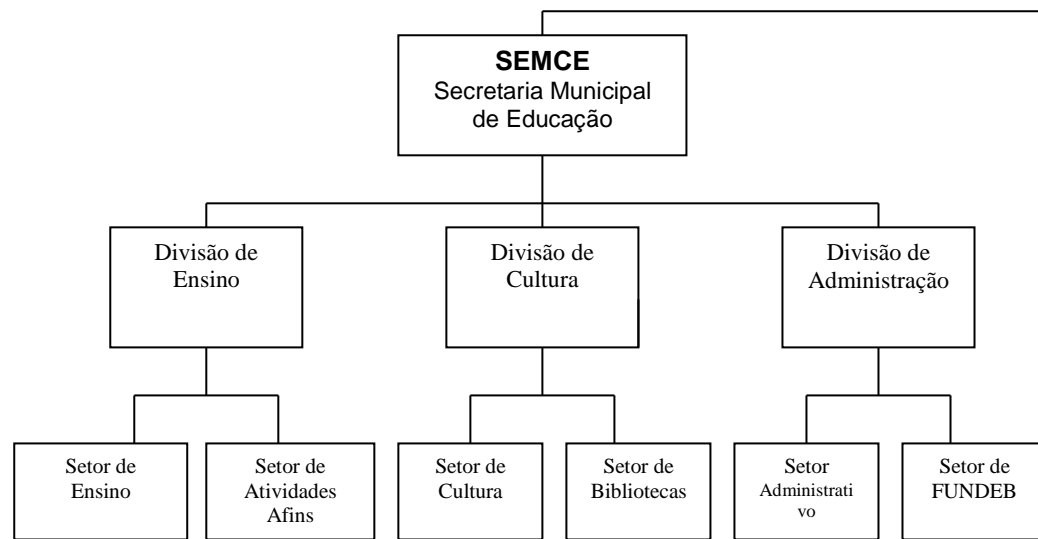 SEMCE
Secretaria Municipal
de Educação
Divisão de
Ensino
Divisão de
Cultura
Divisão de
Administração
Setor de
Ensino
Setor de
Atividades
Afins
Setor de
Cultura
Setor de
Bibliotecas
Setor
Administrati
vo
Setor de
FUNDEB